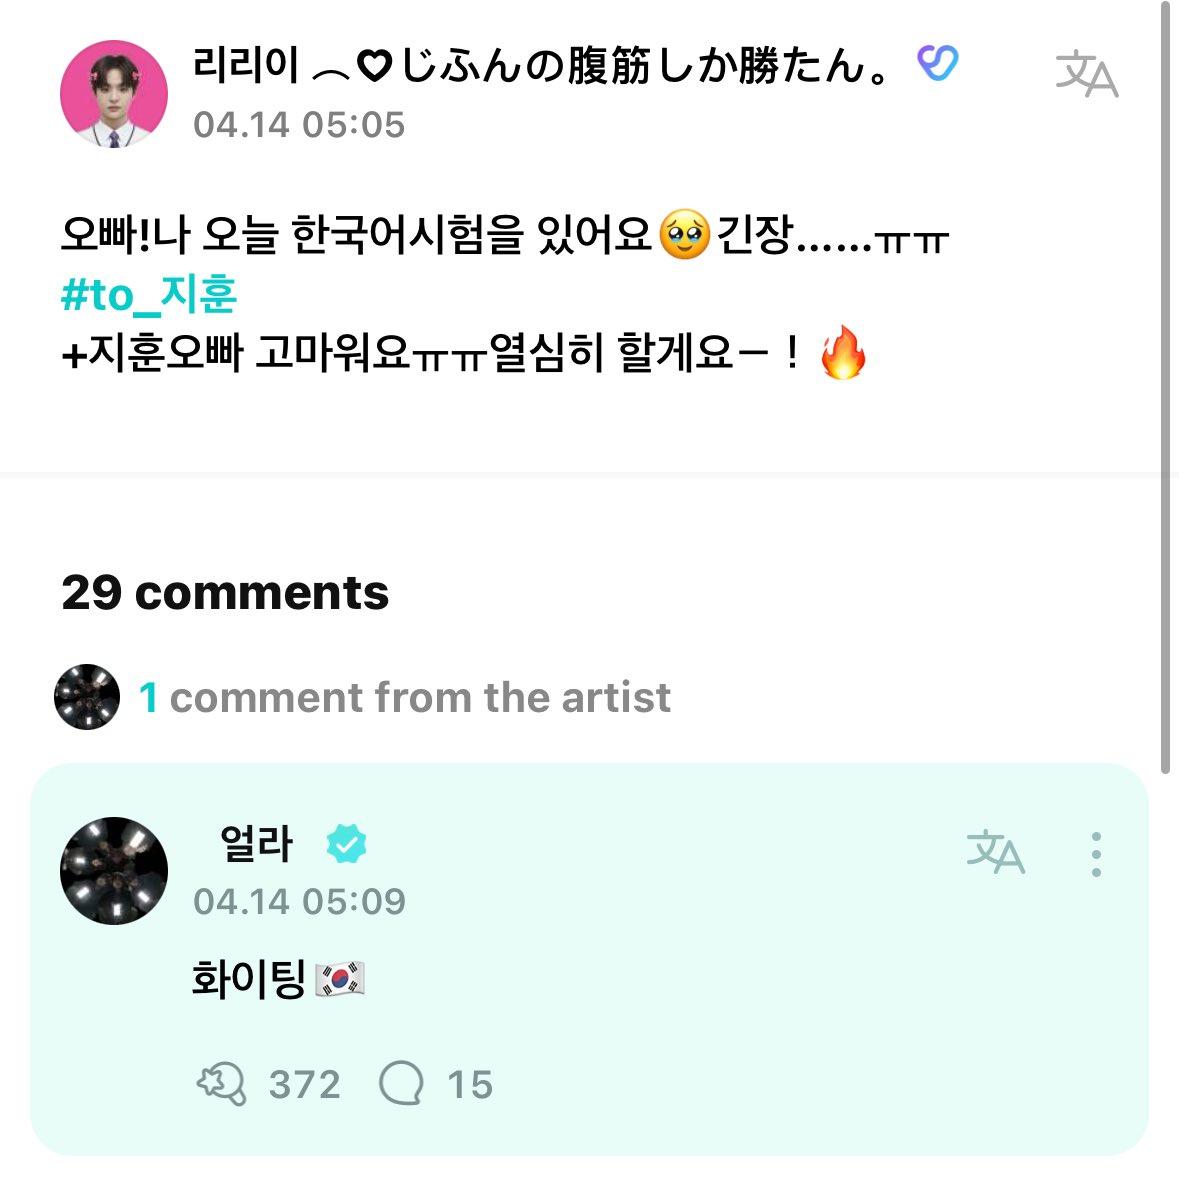 리리이 ︵♡じふんの腹筋しか勝たん。
04.14 05:05
오빠!나 오늘 한국어시험을 있어요🥹긴장......ㅠㅠ
#to_지훈
+지훈오빠 고마워요ㅠㅠ열심히 할게요ー！🔥
29 comments
1 comment from the artist
얼라
04.14 05:09
화이팅🇰🇷
372 15